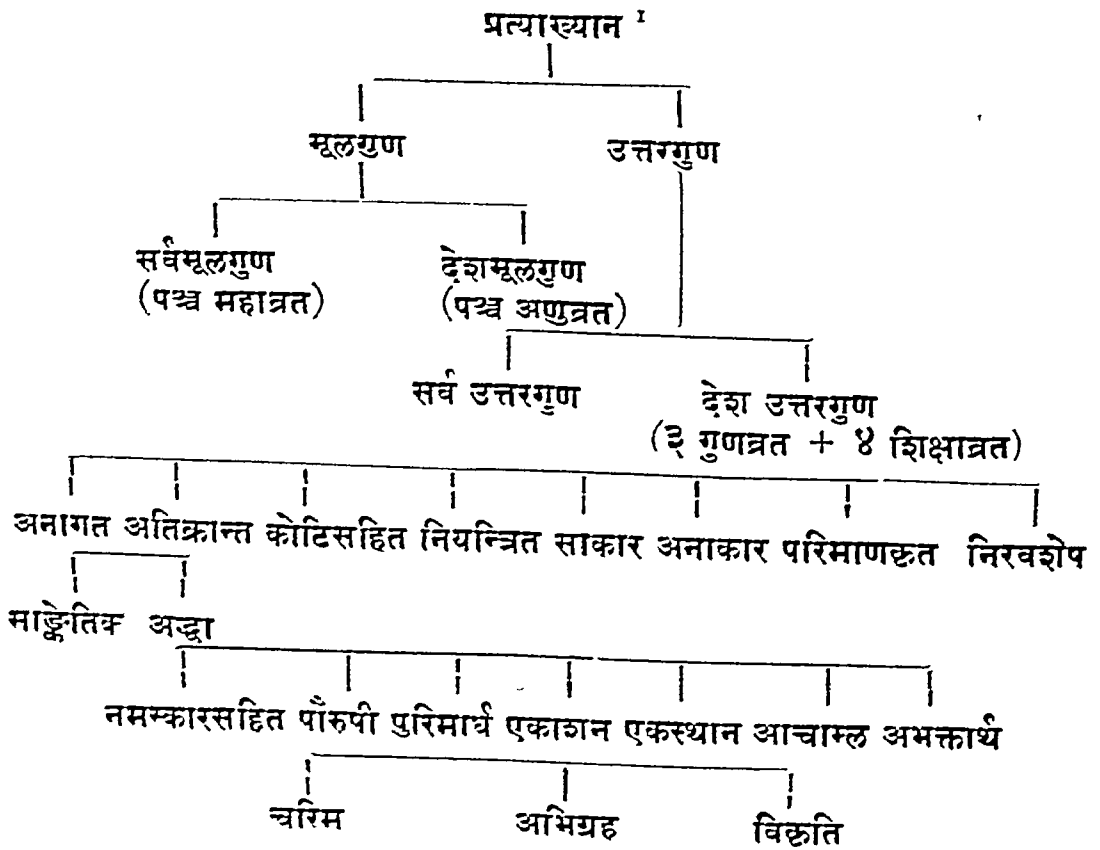 प्रत्याख्यान १
मूलगुण उत्तरगुण
सर्वमूलगुण देशमूलगुण
(पञ्च महाव्रत) (पञ्च अणुव्रत)
सर्व उत्तरगुण देश उत्तरगुण
(३ गुणव्रत + ४ शिक्षाव्रत)
अनागत अतिक्रान्त कोटिसहित नियन्त्रित साकार अनाकार परिमाणकृत निरवशेष
साङ्केतिक अद्धा
नमस्कारसहित पौरुषी पुरिमार्ध एकाशन एकस्थान आचाम्ल अभक्तार्थ
चरिम अभिग्रह विकृति